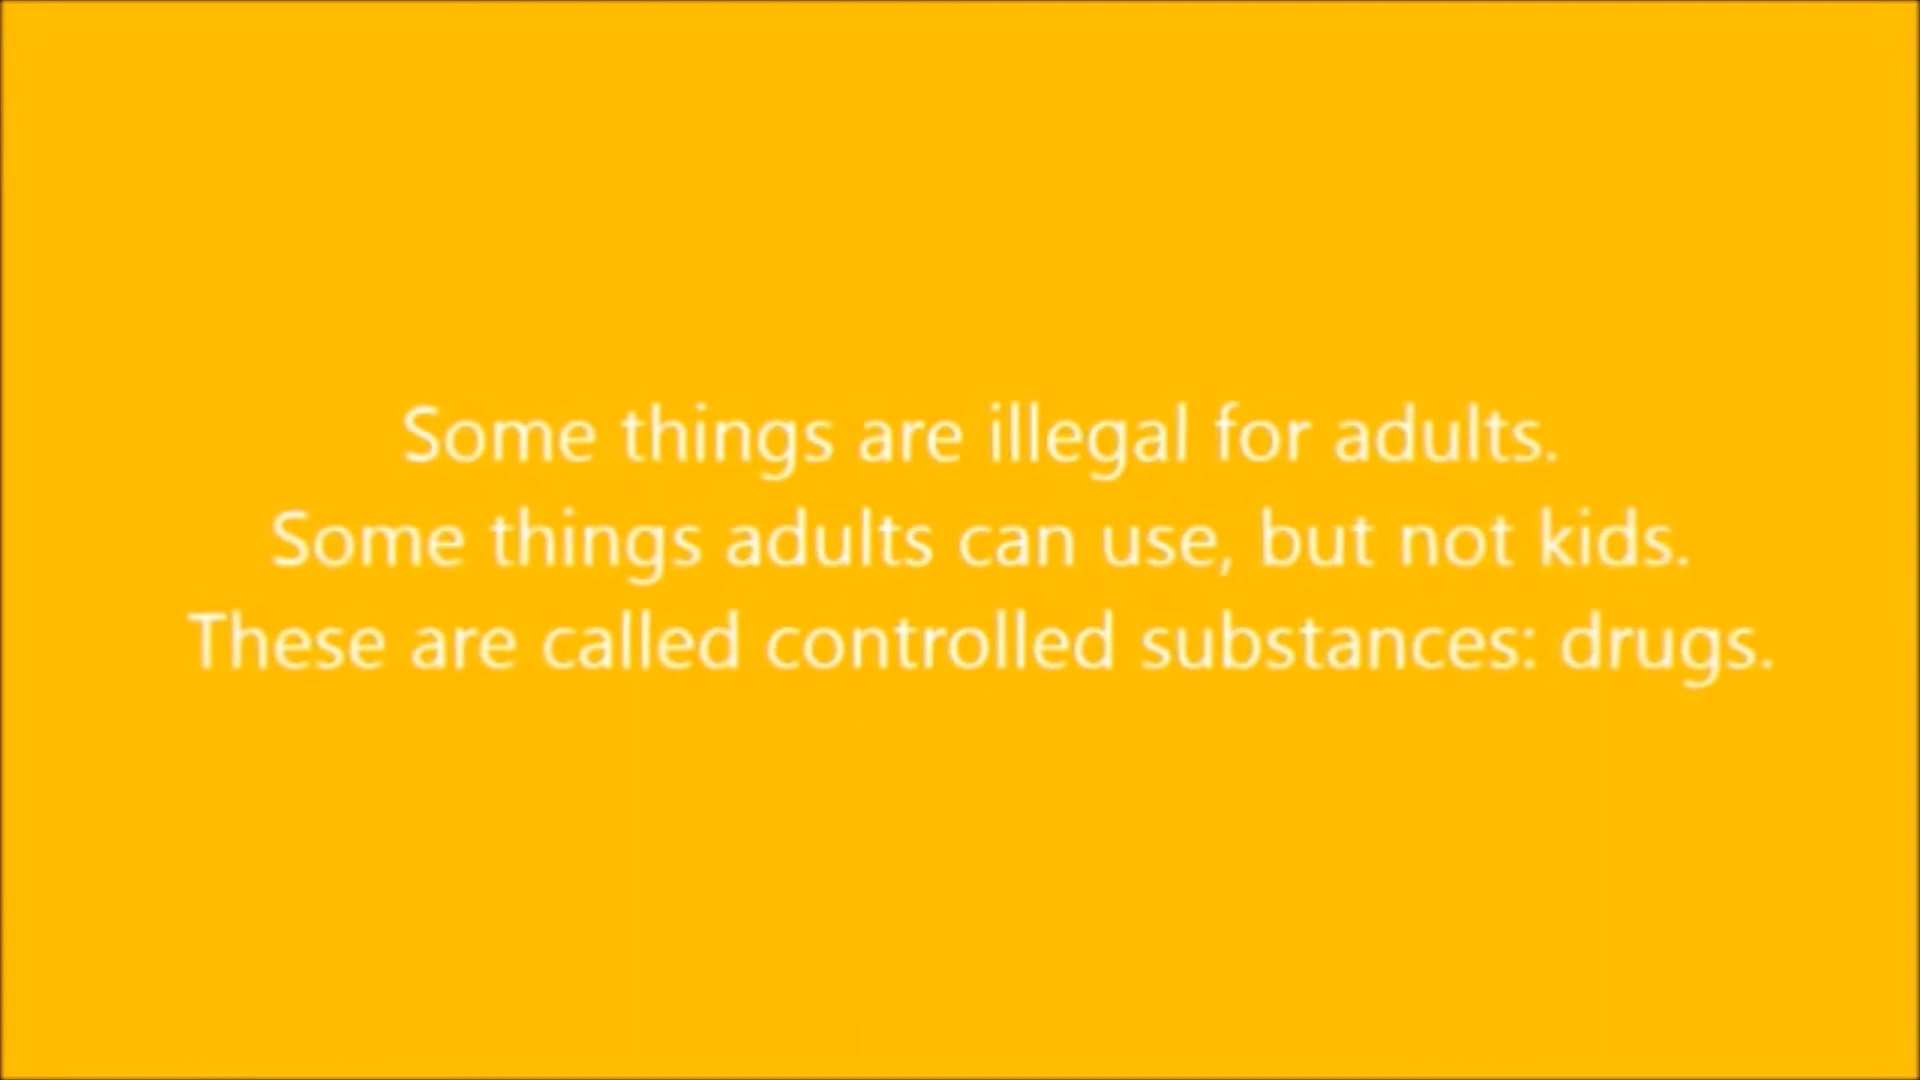 Some things are illegal for adults.
Some things adults can use, but not kids.
These are called controlled substances: drugs.